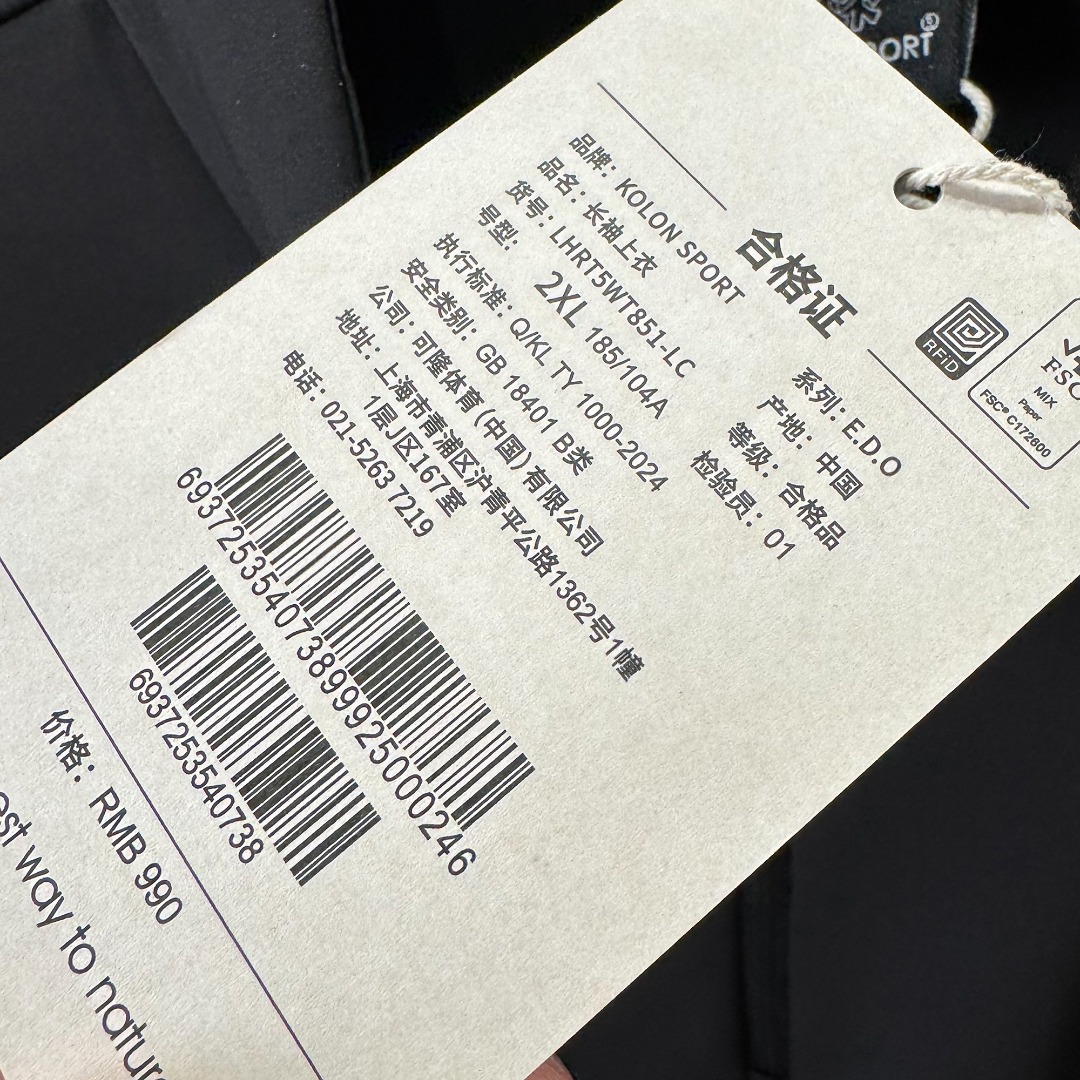 PORT®
RFiD
FSC
MIX
Paper
FSC® C172600
合格证
品牌：KOLON SPORT
品名：长袖上衣
货号：LHRT5WT851-LC
号型： 2XL 185/104A
执行标准：Q/KL TY 1000-2024
安全类别：GB 18401 B类
公司：可隆体育(中国)有限公司
地址：上海市青浦区沪青平公路1362号1幢
1层J区167室
电话：021-5263 7219
系列：E.D.O
产地：中国
等级：合格品
检验员：01
693725354073899925000246
6937253540738
价格：RMB 990
est way to natur